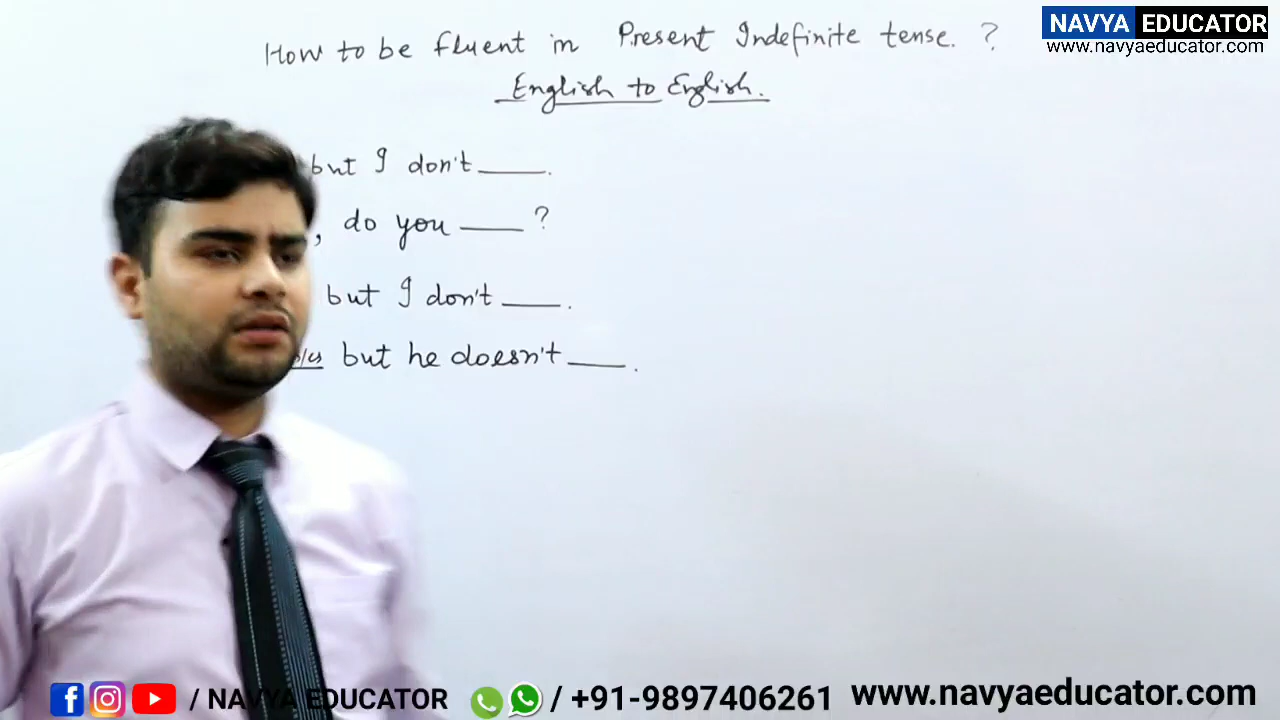 NAVYA EDUCATOR
www.navyaeducator.com
How to be fluent in Present Indefinite tense. ?
English to English.
but I don't ____.
, do you ____ ?
but I don't ____.
but he doesn't ____.
/ NAVYA EDUCATOR / +91-9897406261 www.navyaeducator.com